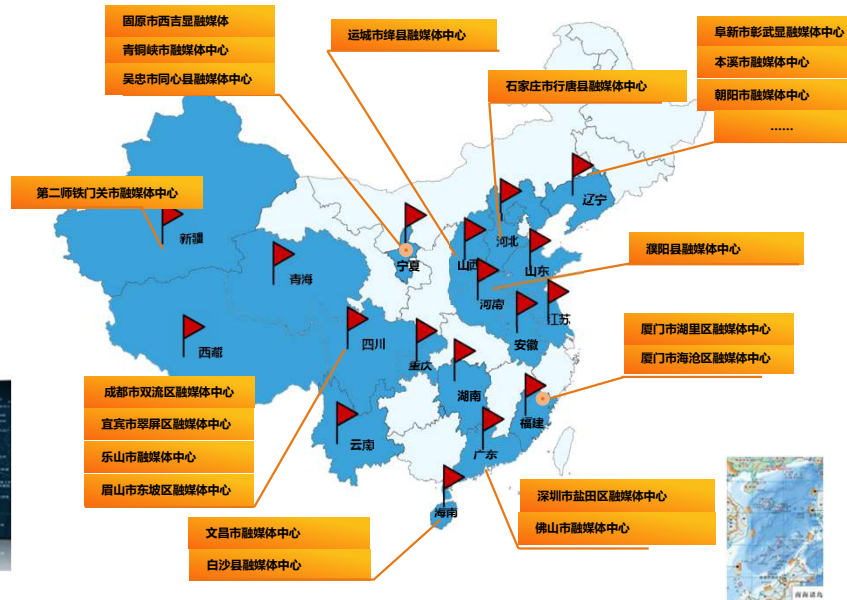 固原市西吉显融媒体
青铜峡市融媒体中心
吴忠市同心县融媒体中心
运城市绛县融媒体中心
石家庄市行唐县融媒体中心
阜新市彰武显融媒体中心
本溪市融媒体中心
朝阳市融媒体中心
……
第二师铁门关市融媒体中心
新疆
青海
西藏
宁夏
山西
河北
辽宁
山东
河南
江苏
安徽
四川
重庆
湖南
云南
福建
广东
海南
濮阳县融媒体中心
厦门市湖里区融媒体中心
厦门市海沧区融媒体中心
成都市双流区融媒体中心
宜宾市翠屏区融媒体中心
乐山市融媒体中心
眉山市东坡区融媒体中心
文昌市融媒体中心
白沙县融媒体中心
深圳市盐田区融媒体中心
佛山市融媒体中心
南海诸岛